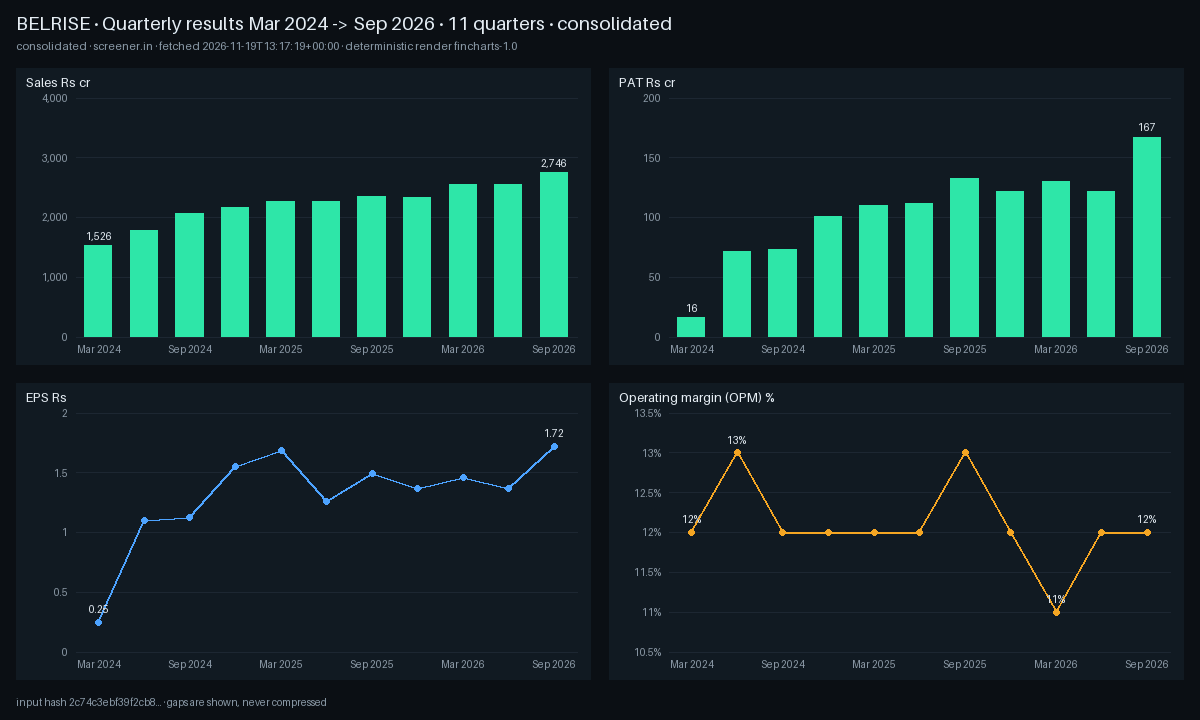 BELRISE · Quarterly results Mar 2024 -> Sep 2026 · 11 quarters · consolidated
consolidated · screener.in · fetched 2026-11-19T13:17:19+00:00 · deterministic render fincharts-1.0
Sales Rs cr
4,000
3,000
2,000
1,000
0
1,526
2,746
Mar 2024 Sep 2024 Mar 2025 Sep 2025 Mar 2026 Sep 2026
PAT Rs cr
200
150
100
50
0
16
167
Mar 2024 Sep 2024 Mar 2025 Sep 2025 Mar 2026 Sep 2026
EPS Rs
2
1.5
1
0.5
0
0.25
1.72
Mar 2024 Sep 2024 Mar 2025 Sep 2025 Mar 2026 Sep 2026
Operating margin (OPM) %
13.5%
13%
12.5%
12%
11.5%
11%
10.5%
12%
13%
11%
12%
Mar 2024 Sep 2024 Mar 2025 Sep 2025 Mar 2026 Sep 2026
input hash 2c74c3ebf39f2cb8… · gaps are shown, never compressed